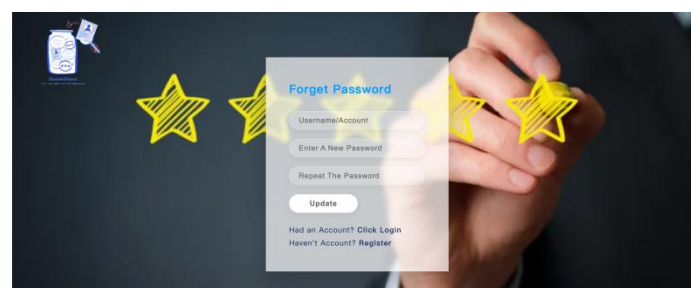 Forget Password
Username/Account
Enter A New Password
Repeat The Password
Update
Had an Account? Click Login
Haven't Account? Register